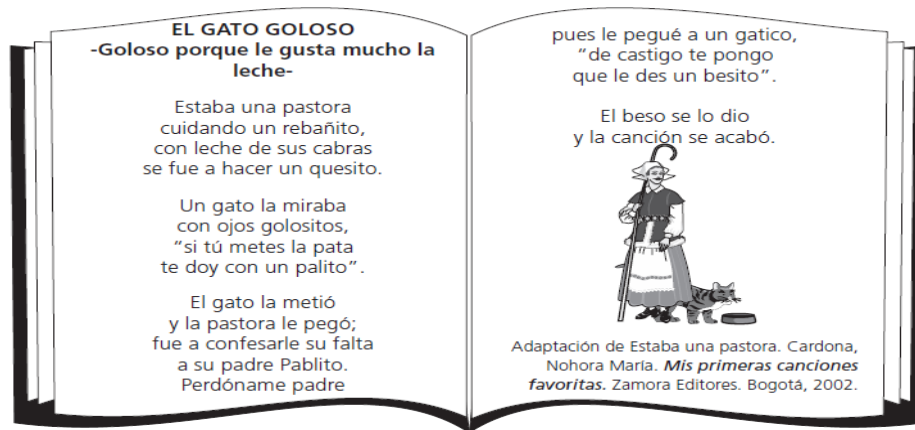 EL GATO GOLOSO
-Goloso porque le gusta mucho la
leche-
Estaba una pastora
cuidando un rebañito,
con leche de sus cabras
se fue a hacer un quesito.
Un gato la miraba
con ojos golositos,
“si tú metes la pata
te doy con un palito”.
El gato la metió
y la pastora le pegó;
fue a confesarle su falta
a su padre Pablito.
Perdóname padre
pues le pegué a un gatico,
“de castigo te pongo
que le des un besito”.
El beso se lo dio
y la canción se acabó.
Adaptación de Estaba una pastora. Cardona,
Nohora María. Mis primeras canciones
favoritas. Zamora Editores. Bogotá, 2002.